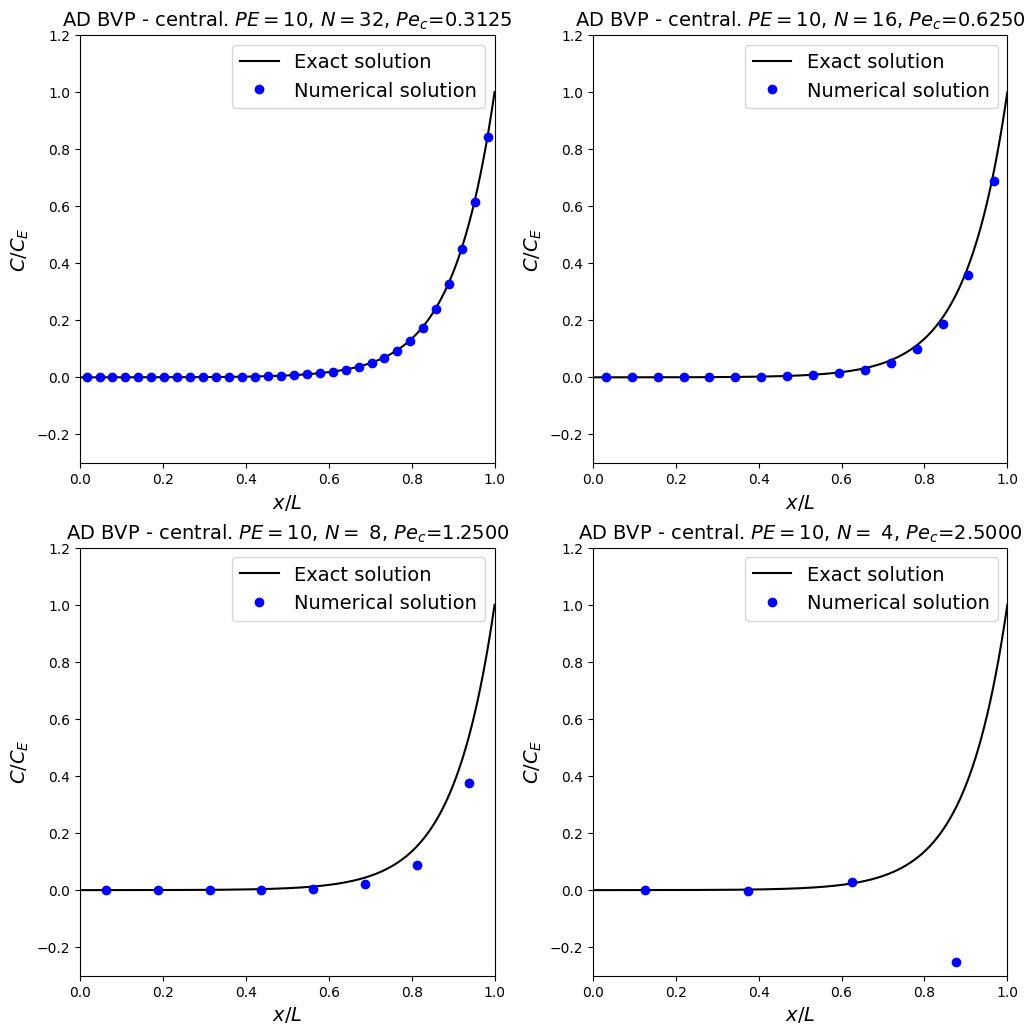 AD BVP - central. PE = 10, N = 32, Pe_c=0.3125
Exact solution
Numerical solution
1.2
1.0
0.8
0.6
0.4
0.2
0.0
−0.2
C/C_E
0.0 0.2 0.4 0.6 0.8 1.0
x/L
AD BVP - central. PE = 10, N = 16, Pe_c=0.6250
Exact solution
Numerical solution
1.2
1.0
0.8
0.6
0.4
0.2
0.0
−0.2
C/C_E
0.0 0.2 0.4 0.6 0.8 1.0
x/L
AD BVP - central. PE = 10, N = 8, Pe_c=1.2500
Exact solution
Numerical solution
1.2
1.0
0.8
0.6
0.4
0.2
0.0
−0.2
C/C_E
0.0 0.2 0.4 0.6 0.8 1.0
x/L
AD BVP - central. PE = 10, N = 4, Pe_c=2.5000
Exact solution
Numerical solution
1.2
1.0
0.8
0.6
0.4
0.2
0.0
−0.2
C/C_E
0.0 0.2 0.4 0.6 0.8 1.0
x/L